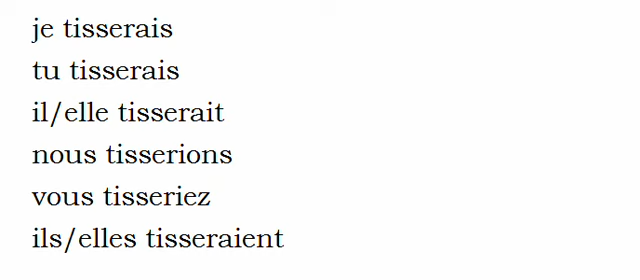 je tisserais
tu tisserais
il/elle tisserait
nous tisserions
vous tisseriez
ils/elles tisseraient